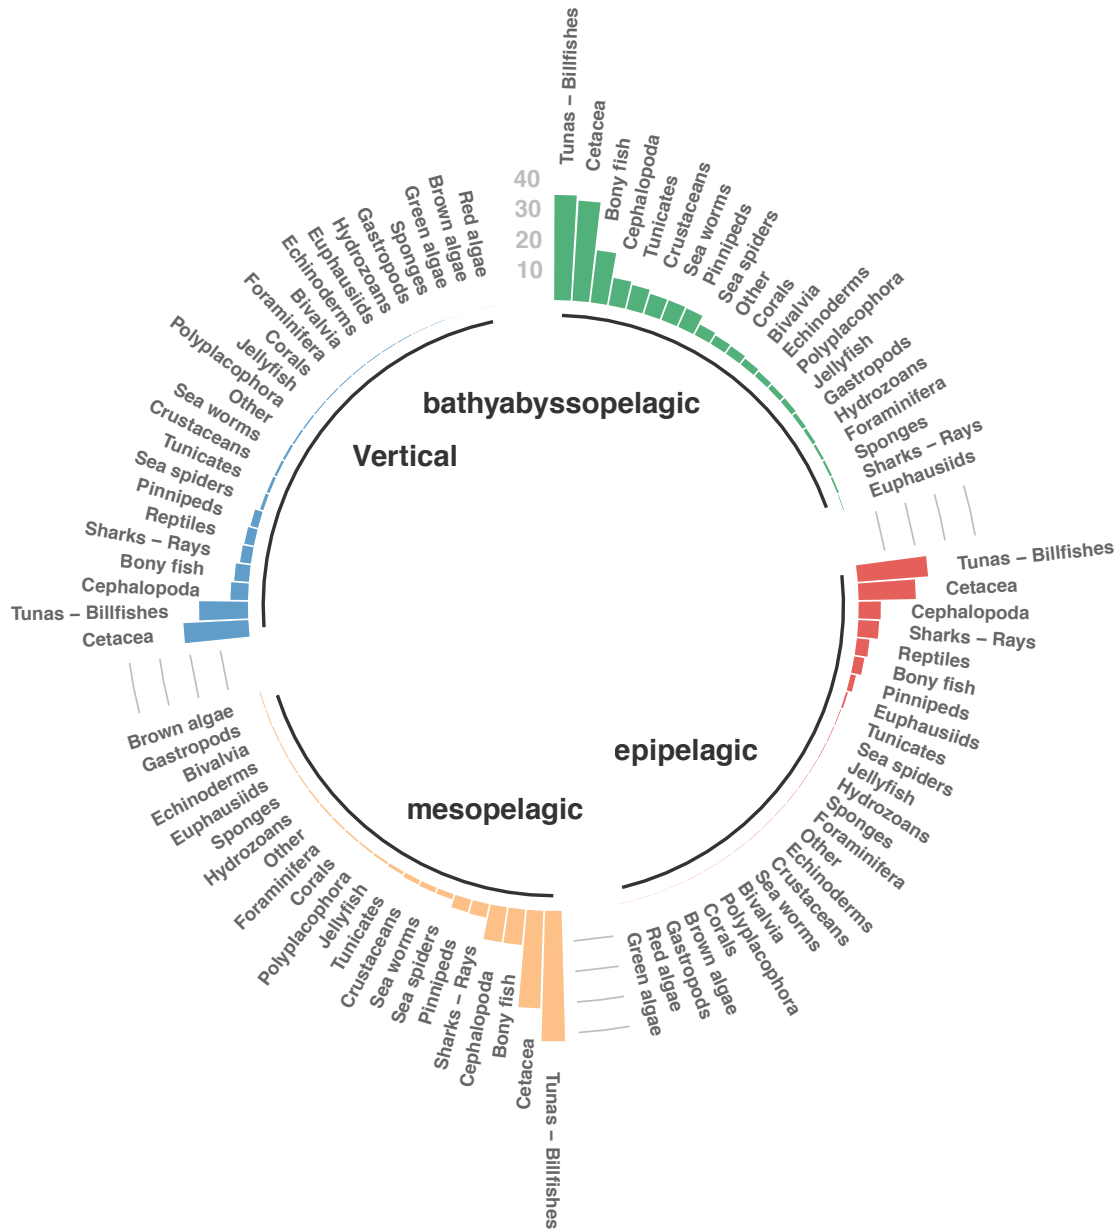 Tunas – Billfishes
Cetacea
Bony fish
Cephalopoda
Tunicates
Crustaceans
Sea worms
Pinnipeds
Sea spiders
Other
Corals
Bivalvia
Echinoderms
Polyplacophora
Jellyfish
Gastropods
Hydrozoans
Foraminifera
Sponges
Sharks – Rays
Euphausiids
Tunas – Billfishes
Cetacea
Cephalopoda
Sharks – Rays
Reptiles
Bony fish
Pinnipeds
Euphausiids
Tunicates
Sea spiders
Jellyfish
Hydrozoans
Sponges
Foraminifera
Other
Echinoderms
Crustaceans
Sea worms
Bivalvia
Polyplacophora
Corals
Brown algae
Gastropods
Red algae
Green algae
Tunas – Billfishes
Cetacea
Bony fish
Cephalopoda
Sharks – Rays
Pinnipeds
Sea spiders
Sea worms
Crustaceans
Tunicates
Jellyfish
Polyplacophora
Corals
Foraminifera
Other
Hydrozoans
Sponges
Euphausiids
Echinoderms
Bivalvia
Gastropods
Brown algae
Cetacea
Tunas – Billfishes
Cephalopoda
Bony fish
Sharks – Rays
Reptiles
Pinnipeds
Sea spiders
Tunicates
Crustaceans
Sea worms
Other
Polyplacophora
Jellyfish
Corals
Foraminifera
Bivalvia
Echinoderms
Euphausiids
Hydrozoans
Gastropods
Sponges
Green algae
Brown algae
Red algae
40
30
20
10
bathyabyssopelagic
Vertical
epipelagic
mesopelagic